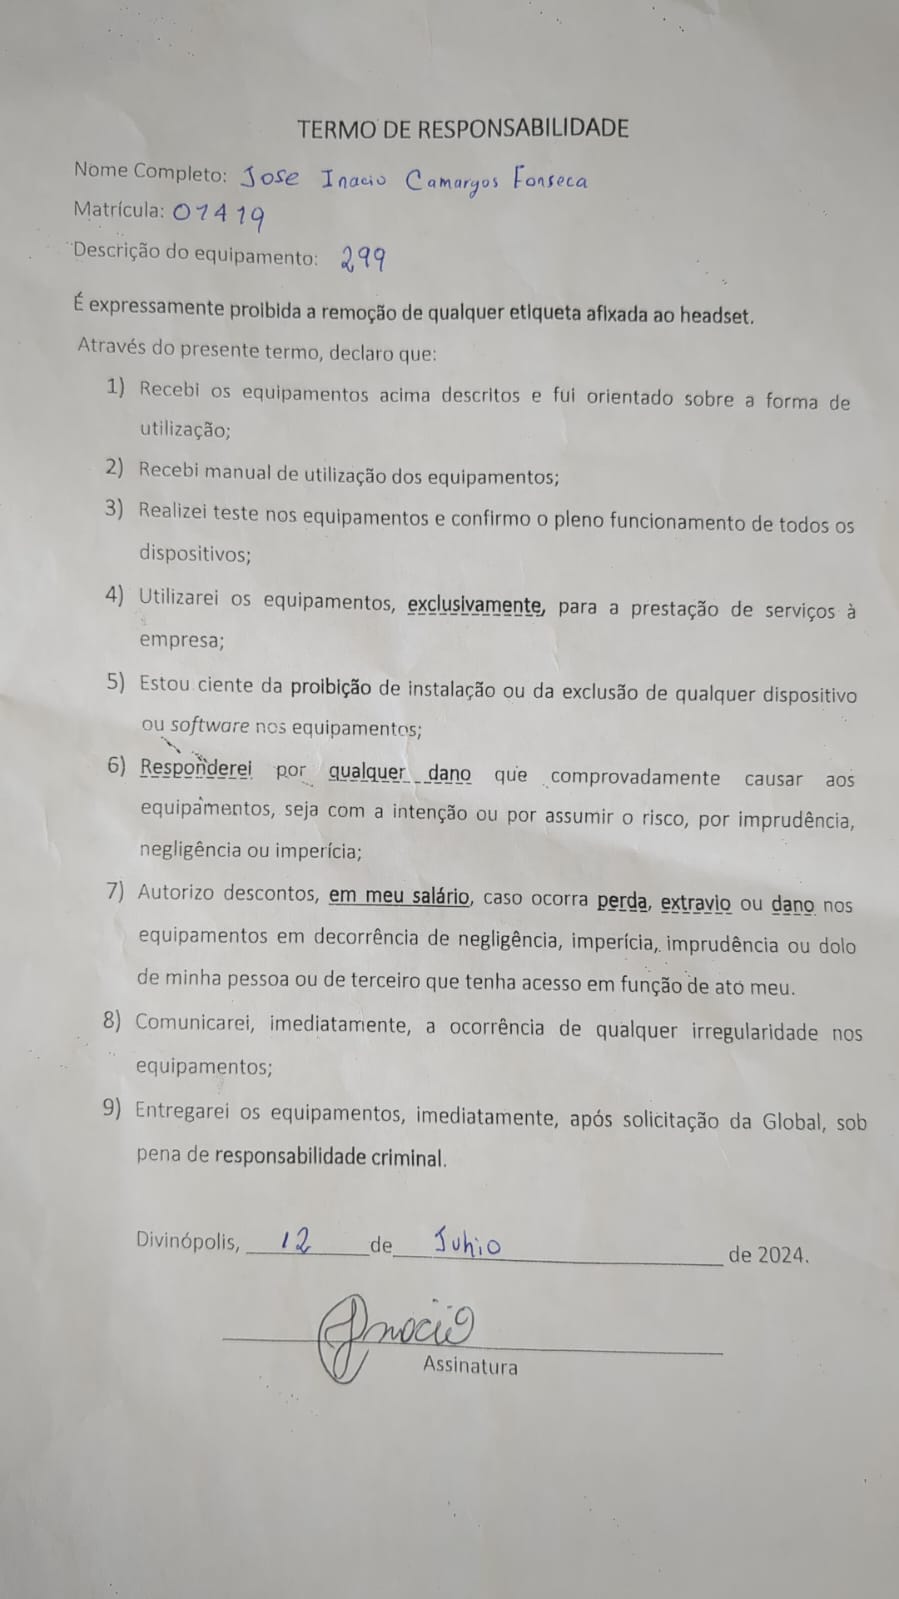 TERMO DE RESPONSABILIDADE
Nome Completo: Jose Inacio Camargos Fonseca
Matrícula: 01419
Descrição do equipamento: 299
É expressamente proibida a remoção de qualquer etiqueta afixada ao headset.
Através do presente termo, declaro que:
1) Recebi os equipamentos acima descritos e fui orientado sobre a forma de
utilização;
2) Recebi manual de utilização dos equipamentos;
3) Realizei teste nos equipamentos e confirmo o pleno funcionamento de todos os
dispositivos;
4) Utilizarei os equipamentos, exclusivamente, para a prestação de serviços à
empresa;
5) Estou ciente da proibição de instalação ou da exclusão de qualquer dispositivo
ou software nos equipamentos;
6) Responderei por qualquer dano que comprovadamente causar aos
equipamentos, seja com a intenção ou por assumir o risco, por imprudência,
negligência ou imperícia;
7) Autorizo descontos, em meu salário, caso ocorra perda, extravio ou dano nos
equipamentos em decorrência de negligência, imperícia, imprudência ou dolo
de minha pessoa ou de terceiro que tenha acesso em função de ato meu.
8) Comunicarei, imediatamente, a ocorrência de qualquer irregularidade nos
equipamentos;
9) Entregarei os equipamentos, imediatamente, após solicitação da Global, sob
pena de responsabilidade criminal.
Divinópolis, 12 de Junho de 2024.
Inacio
Assinatura